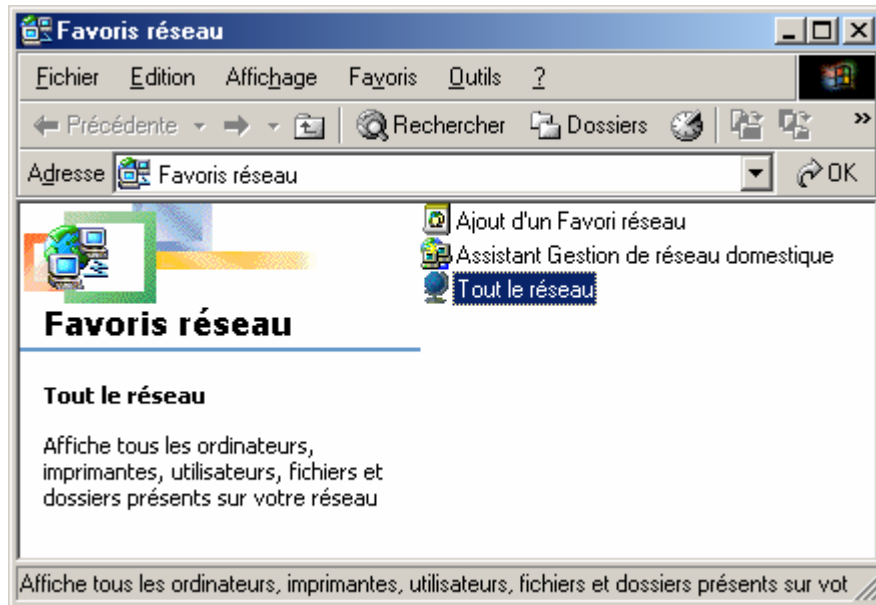 Favoris réseau
Fichier Edition Affichage Favoris Outils ?
Précédente Rechercher Dossiers »
Adresse Favoris réseau OK
Ajout d'un Favori réseau
Assistant Gestion de réseau domestique
Tout le réseau
Favoris réseau
Tout le réseau
Affiche tous les ordinateurs,
imprimantes, utilisateurs, fichiers et
dossiers présents sur votre réseau
Affiche tous les ordinateurs, imprimantes, utilisateurs, fichiers et dossiers présents sur vot